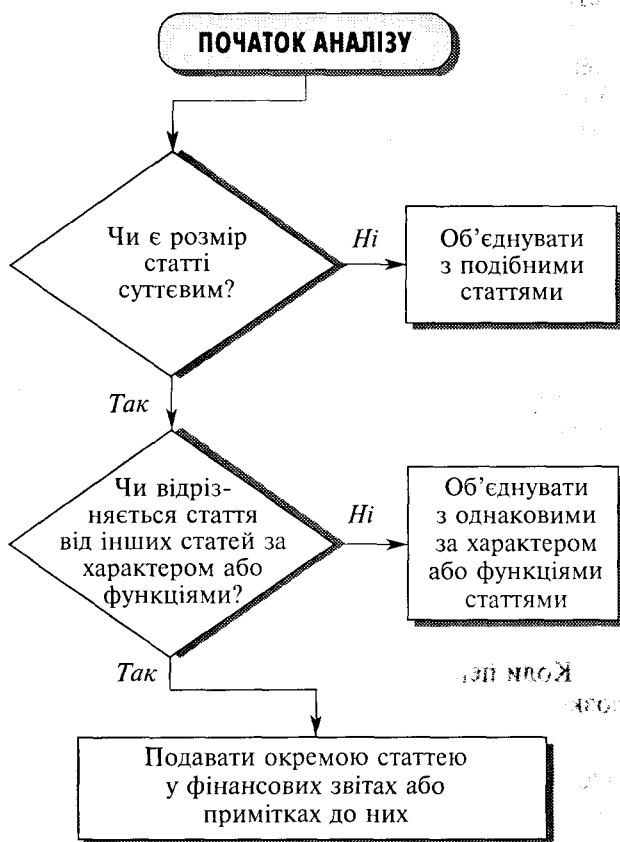 ПОЧАТОК АНАЛІЗУ
Чи є розмір
статті
суттєвим?
Ні
Об’єднувати
з подібними
статтями
Так
Чи відріз-
няється стаття
від інших статей за
характером або
функціями?
Ні
Об’єднувати
з однаковими
за характером
або функціями
статтями
Так
Подавати окремою статтею
у фінансових звітах або
примітках до них